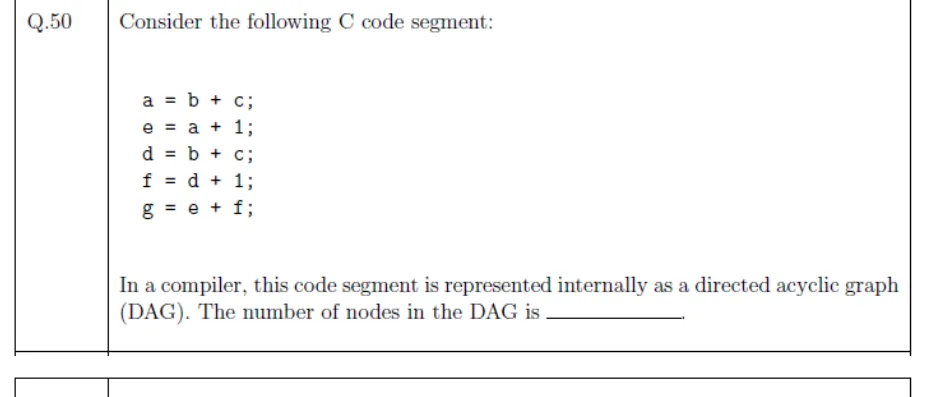 Q.50 Consider the following C code segment:
a = b + c;
e = a + 1;
d = b + c;
f = d + 1;
g = e + f;
In a compiler, this code segment is represented internally as a directed acyclic graph
(DAG). The number of nodes in the DAG is ____________.